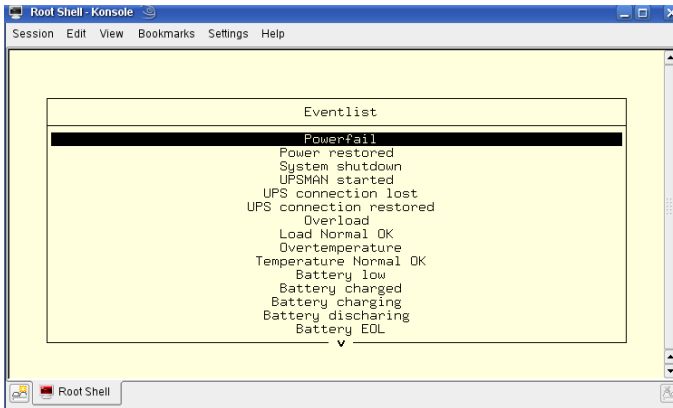 Root Shell - Konsole
Session Edit View Bookmarks Settings Help
Eventlist
Powerfail
Power restored
System shutdown
UPSMAN started
UPS connection lost
UPS connection restored
Overload
Load Normal OK
Overtemperature
Temperature Normal OK
Battery low
Battery charged
Battery charging
Battery discharing
Battery EOL
v
Root Shell